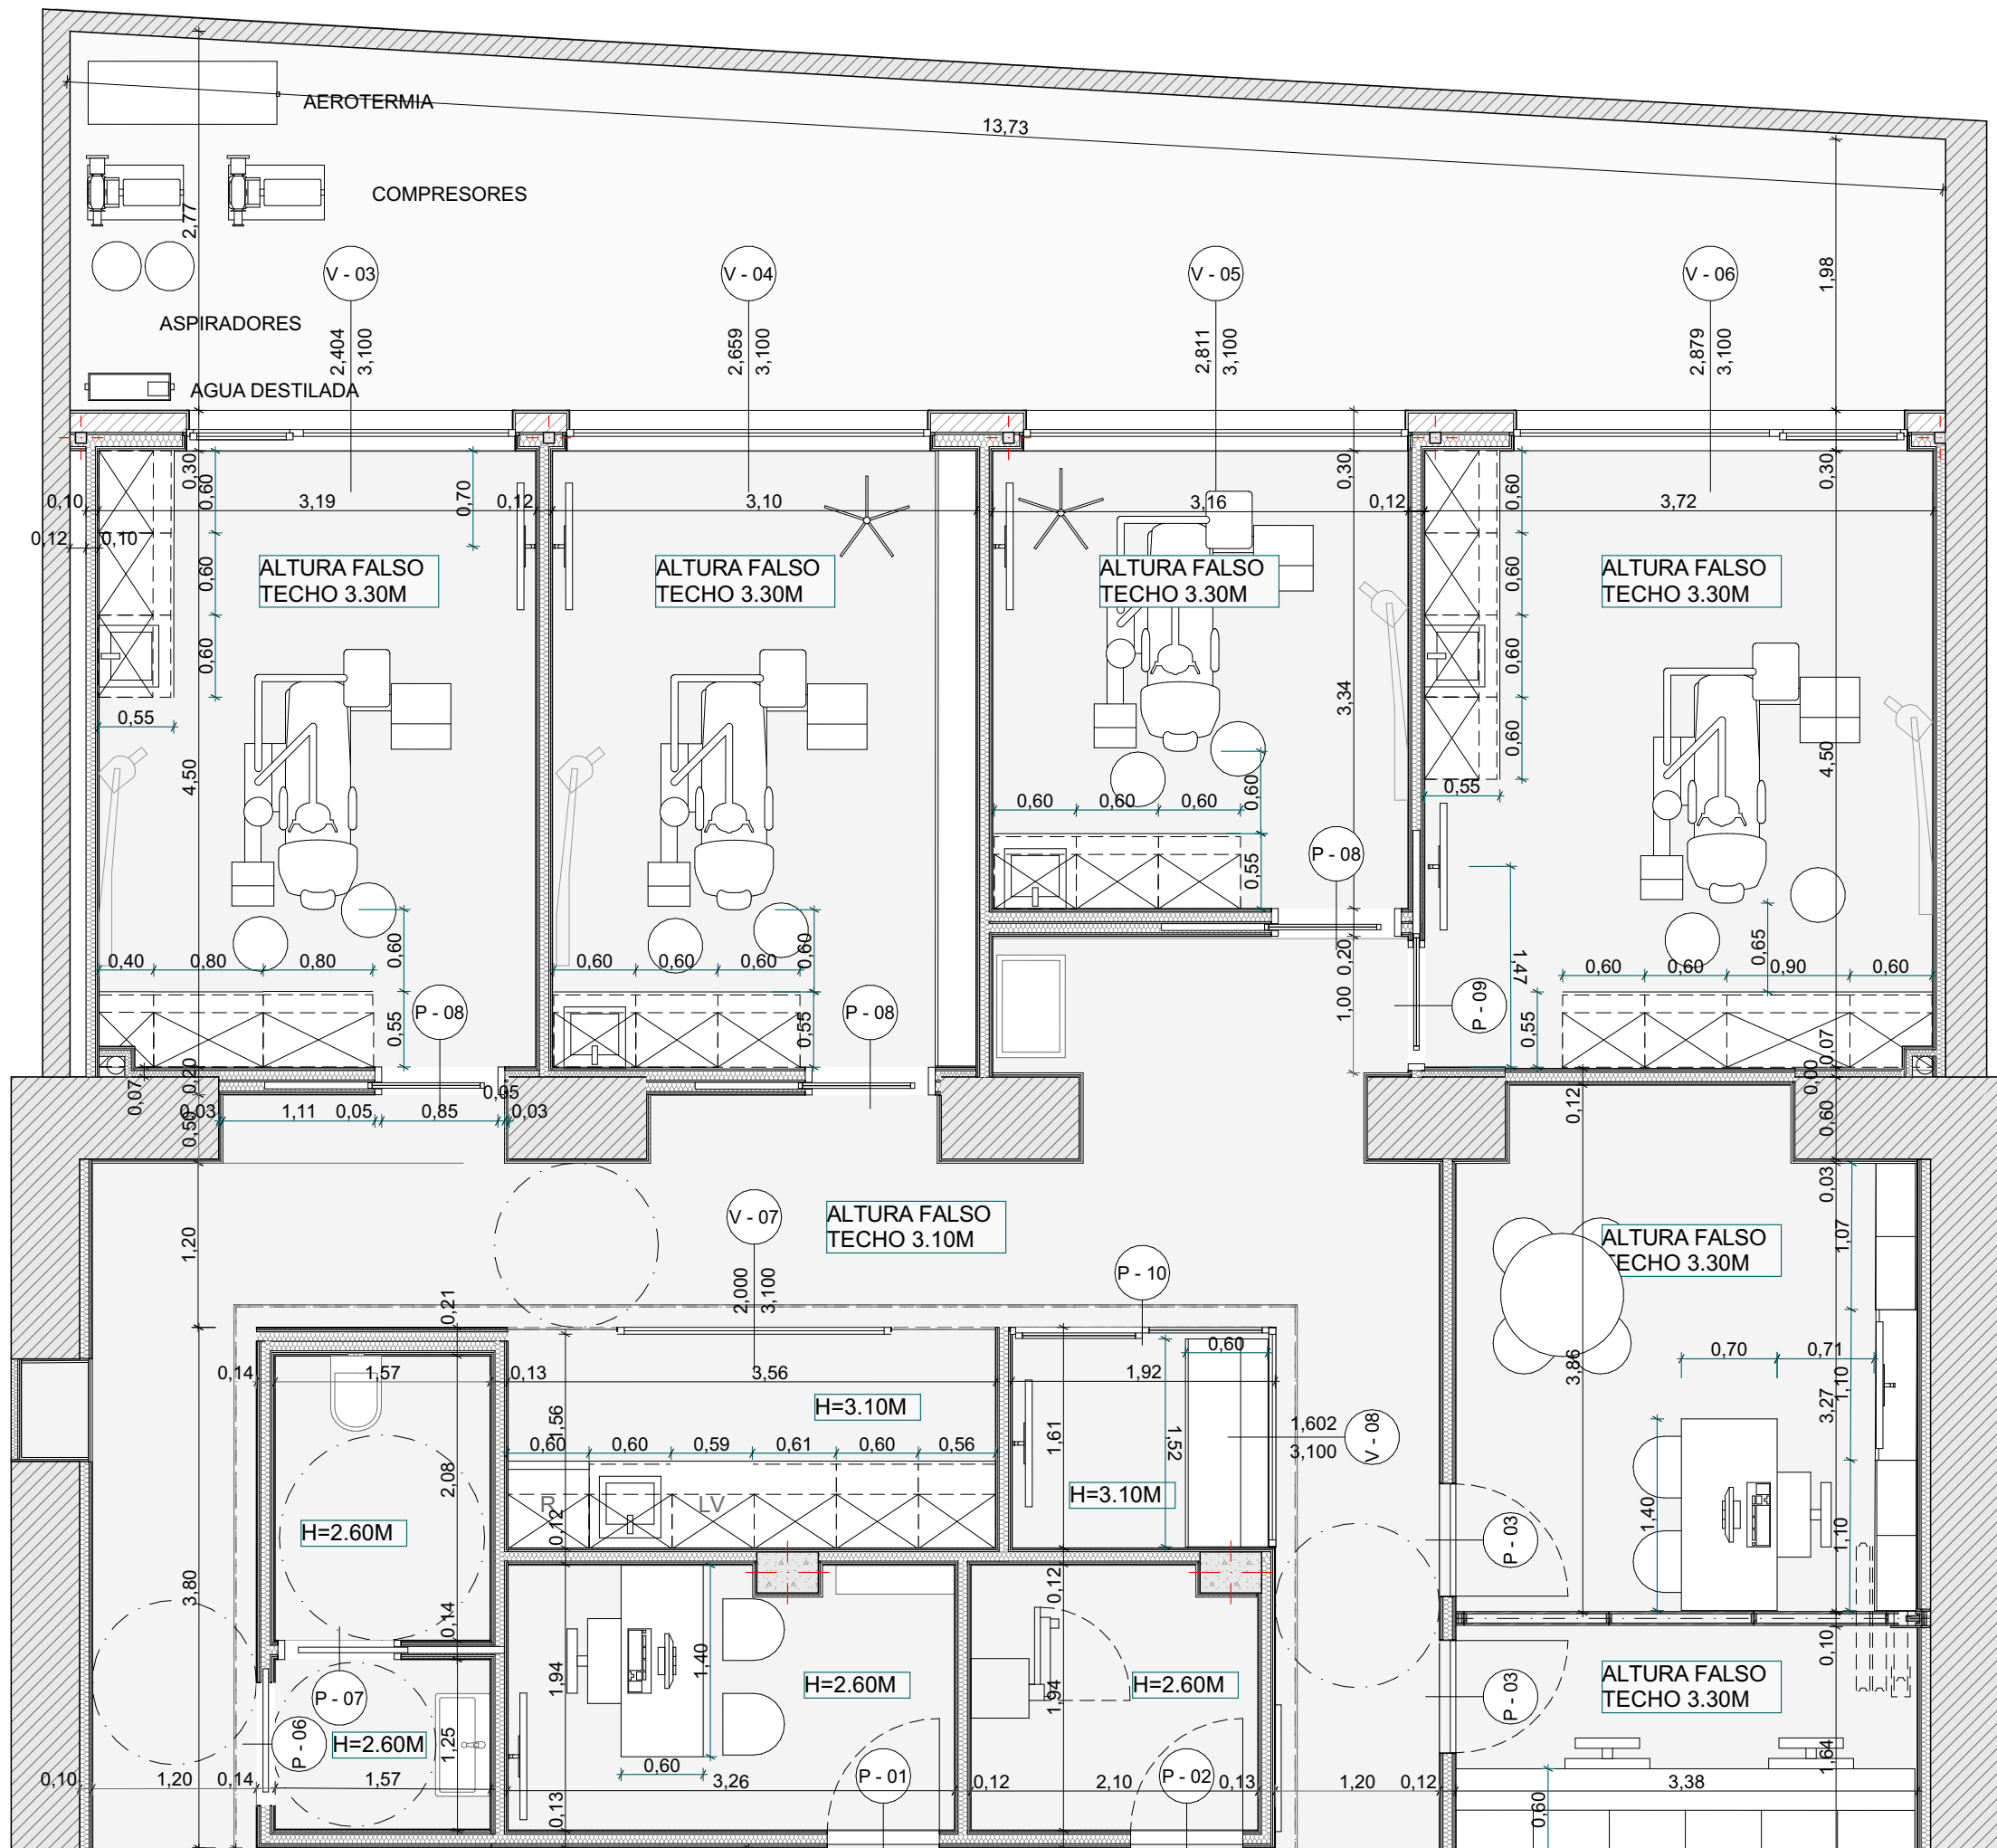 AEROTERMIA
13,73
COMPRESORES
2,77
V - 03
V - 04
V - 05
V - 06
1,98
ASPIRADORES
2,404
3,100
2,659
3,100
2,811
3,100
2,879
3,100
AGUA DESTILADA
0,30
0,60
0,70
0,30
0,60
0,30
0,10
3,19
0,12
3,10
3,16
0,12
3,72
0,12
0,10
ALTURA FALSO
TECHO 3.30M
ALTURA FALSO
TECHO 3.30M
ALTURA FALSO
TECHO 3.30M
ALTURA FALSO
TECHO 3.30M
0,60
0,60
0,60
0,60
0,55
3,34
0,60
4,50
4,50
0,60
0,55
0,60
0,60
0,60
P - 08
0,55
0,60
0,60
0,65
1,47
0,40
0,80
0,80
0,60
0,60
0,60
0,20
1,00
0,60
0,60
0,90
0,60
P - 08
P - 08
P - 09
0,55
0,55
0,55
0,07
0,20
0,07
0,05
0,00
0,03
1,11
0,05
0,85
0,03
0,50
0,12
0,60
0,03
V - 07
ALTURA FALSO
TECHO 3.10M
1,20
ALTURA FALSO
TECHO 3.30M
1,07
P - 10
2,000
3,100
0,21
0,60
0,14
1,57
0,13
3,56
1,92
0,70
0,71
3,86
1,10
3,27
H=3.10M
1,56
1,61
1,52
1,602
3,100
V - 08
0,60
0,60
0,59
0,61
0,60
0,56
2,08
H=3.10M
R
LV
1,40
H=2.60M
0,12
P - 03
1,10
3,80
0,14
0,12
0,10
1,94
1,40
H=2.60M
1,94
H=2.60M
ALTURA FALSO
TECHO 3.30M
P - 07
P - 03
P - 06
H=2.60M
1,25
1,64
0,10
1,20
0,14
1,57
0,60
3,26
P - 01
0,12
2,10
P - 02
0,13
1,20
0,12
3,38
0,13
0,60